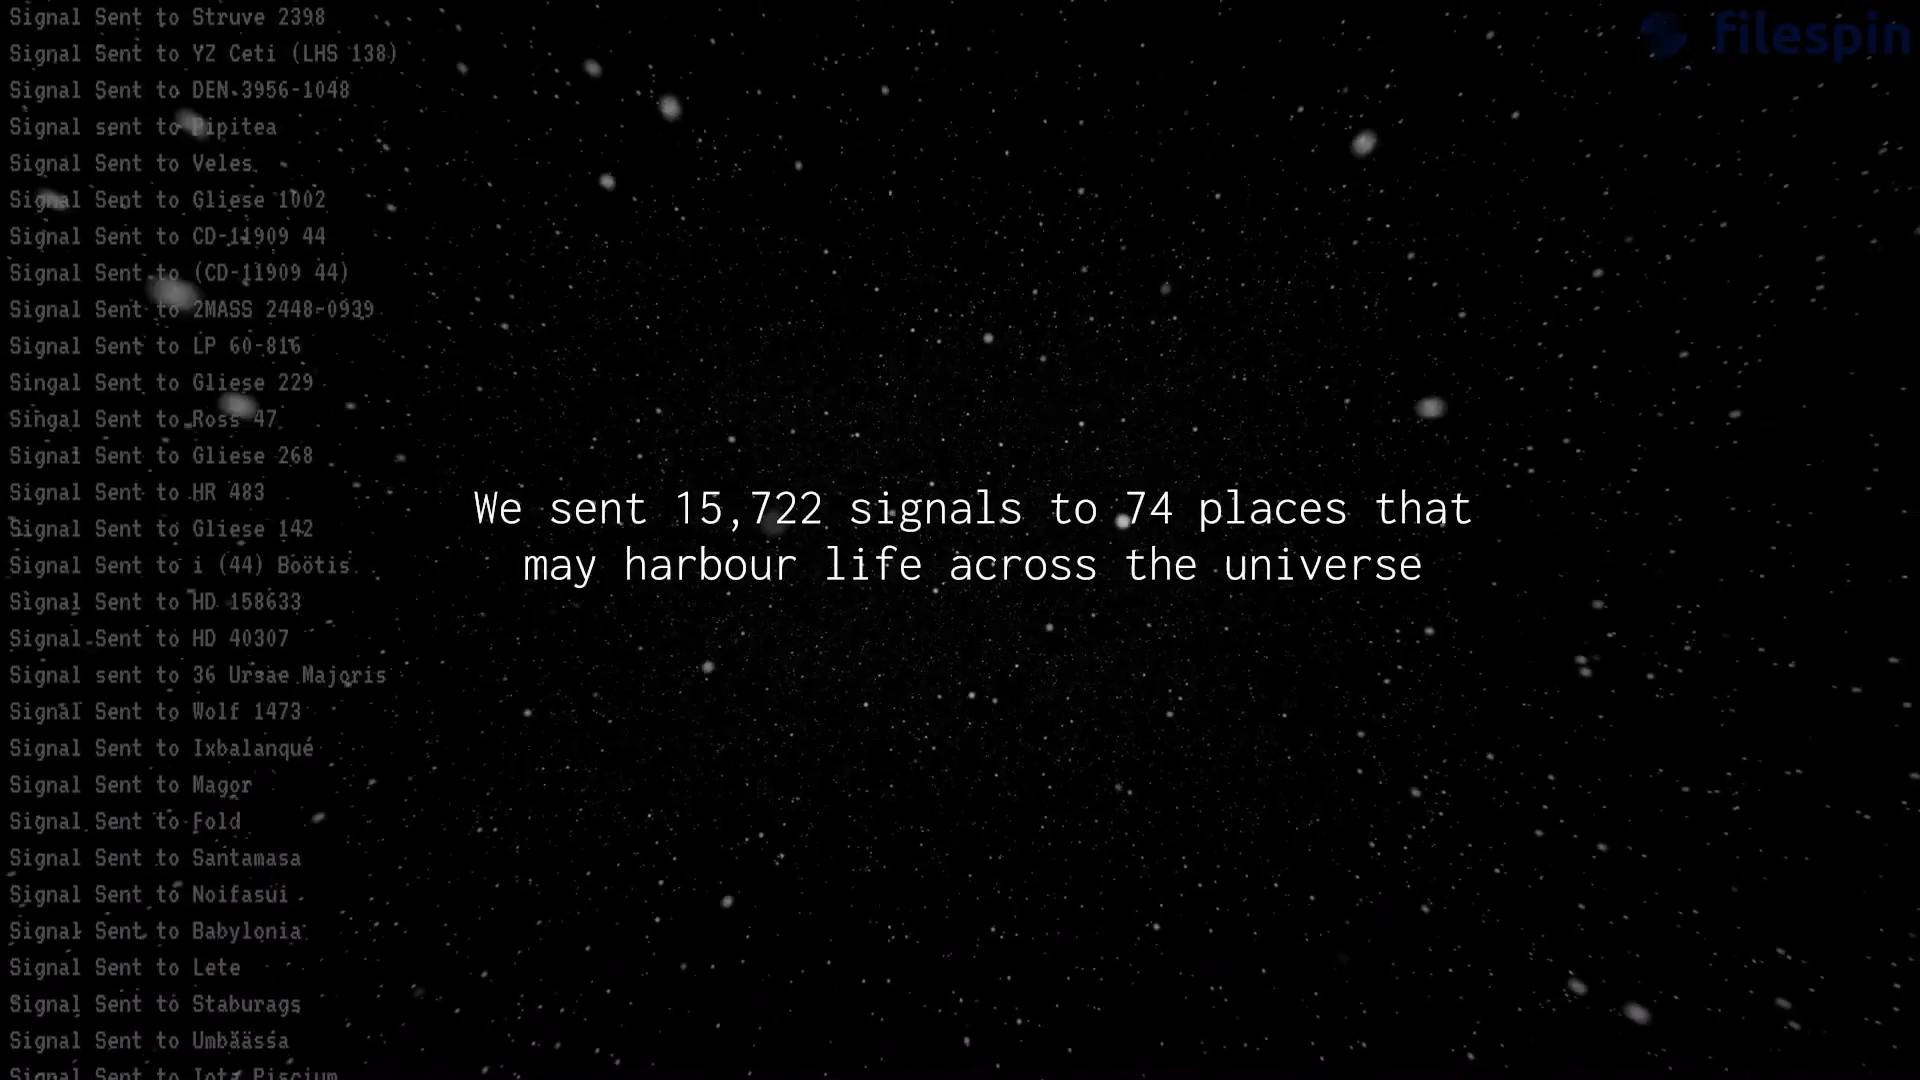 Signal Sent to Struve 2398
Signal Sent to YZ Ceti (LHS 138)
Signal Sent to DEN 3956-1048
Signal sent to Pipitea
Signal Sent to Veles
Signal Sent to Gliese 1002
Signal Sent to CD-11909 44
Signal Sent to (CD-11909 44)
Signal Sent to 2MASS 2448-0939
Signal Sent to LP 60-816
Singal Sent to Gliese 229
Singal Sent to Ross 47
Signal Sent to Gliese 268
Signal Sent to HR 483
Signal Sent to Gliese 142
Signal Sent to i (44) Boötis
Signal Sent to HD 158633
Signal Sent to HD 40307
Signal sent to 36 Ursae Majoris
Signal Sent to Wolf 1473
Signal Sent to Ixbalanqué
Signal Sent to Magor
Signal Sent to Fold
Signal Sent to Santamasa
Signal Sent to Noifasui
Signal Sent to Babylonia
Signal Sent to Lete
Signal Sent to Staburags
Signal Sent to Umbäässa
Signal Sent to Iota Piscium
filespin
We sent 15,722 signals to 74 places that
may harbour life across the universe